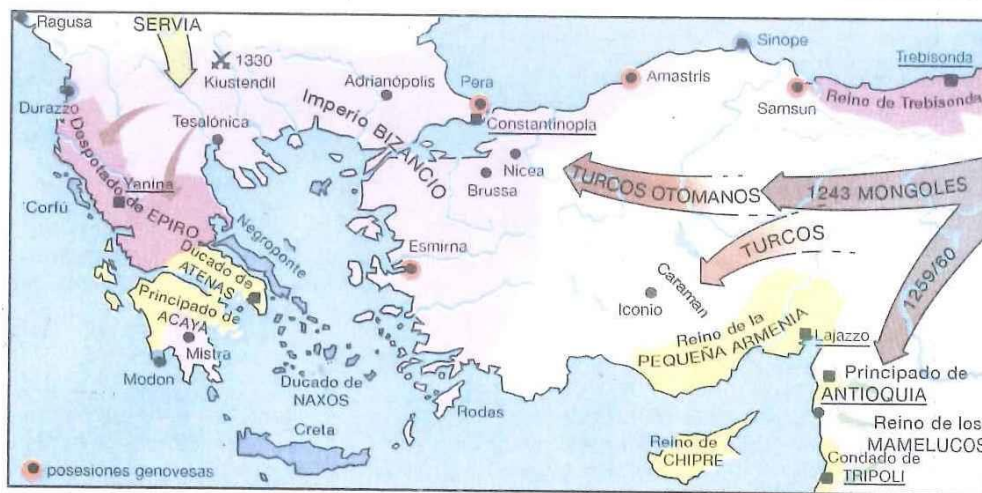 Ragusa
SERVIA
1330
Kiustendil
Durazzo
Tesalónica
Adrianópolis
Pera
Constantinopla
Imperio BIZANCIO
Nicea
Brussa
Amastris
Sinope
Samsun
Trebisonda
Reino de Trebisonda
TURCOS OTOMANOS
1243 MONGOLES
TURCOS
1259/60
Despotado de EPIRO
Yanina
Corfú
Negroponte
Ducado de
ATENAS
Principado de
ACAYA
Mistra
Modon
Esmirna
Ducado de
NAXOS
Rodas
Creta
Iconio
Caraman
Reino de la
PEQUEÑA ARMENIA
Lajazzo
Principado de
ANTIOQUIA
Reino de los
MAMELUCOS
Reino de
CHIPRE
Condado de
TRIPOLI
posesiones genovesas